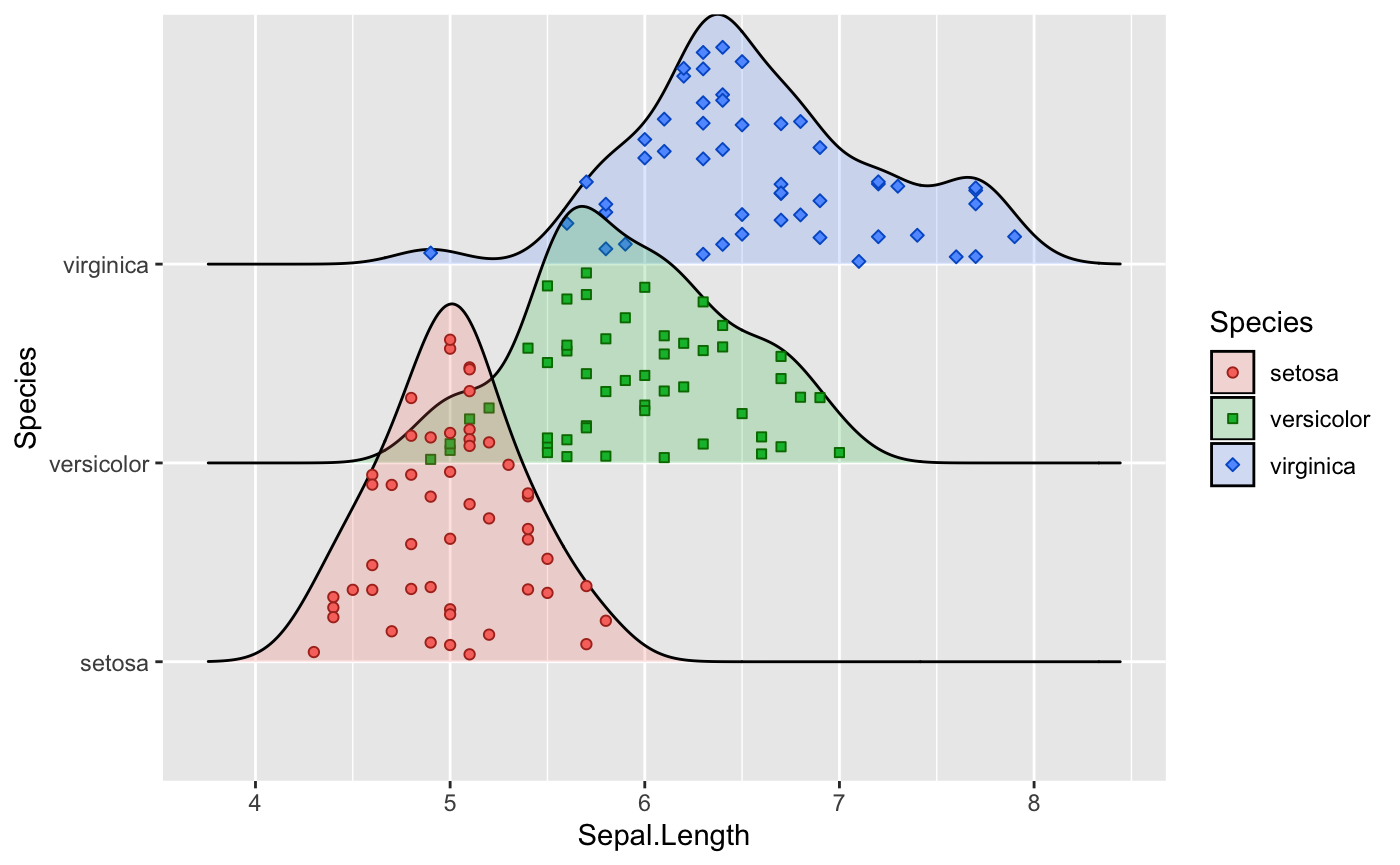 virginica
versicolor
setosa
Species
4 5 6 7 8
Sepal.Length
Species
setosa
versicolor
virginica